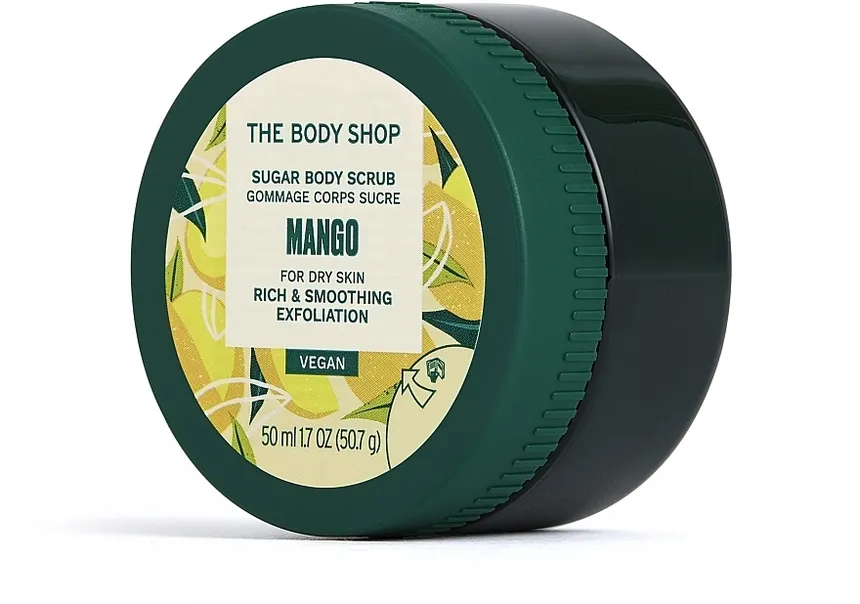 THE BODY SHOP
SUGAR BODY SCRUB
GOMMAGE CORPS SUCRE
MANGO
FOR DRY SKIN
RICH & SMOOTHING
EXFOLIATION
VEGAN
50 ml 1.7 OZ (50.7 g)